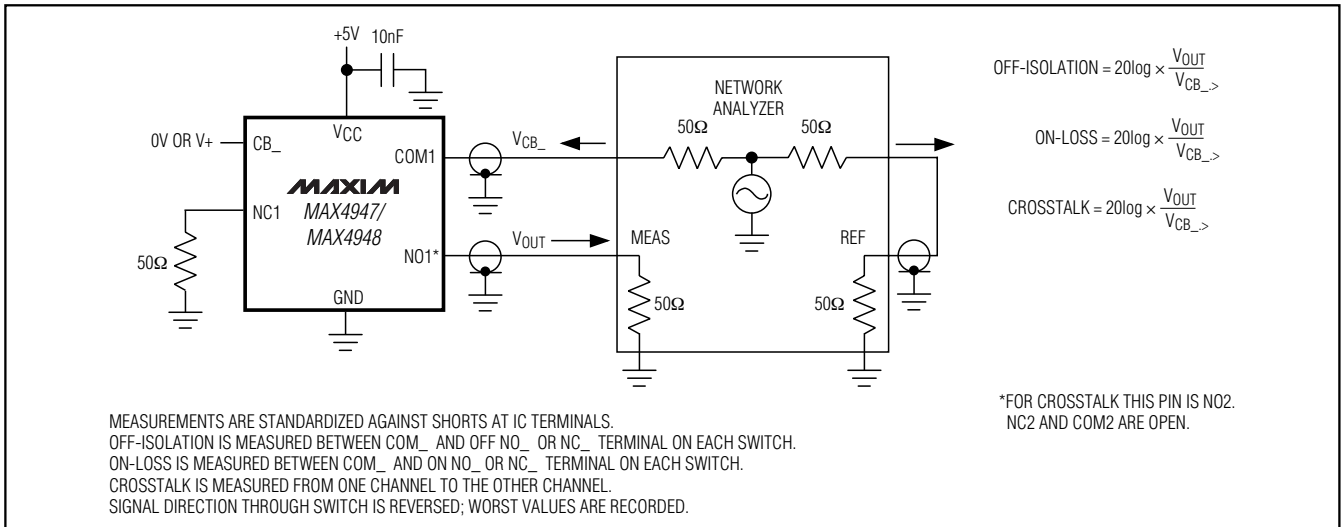 +5V 10nF
VCC
0V OR V+ CB_
COM1
NC1
MAXIM
MAX4947/
MAX4948
NO1*
GND
50Ω
VCB_
VOUT
NETWORK
ANALYZER
50Ω 50Ω
MEAS REF
50Ω 50Ω
OFF-ISOLATION = 20log × VOUT / VCB_.>
ON-LOSS = 20log × VOUT / VCB_.>
CROSSTALK = 20log × VOUT / VCB_.>
*FOR CROSSTALK THIS PIN IS NO2.
NC2 AND COM2 ARE OPEN.
MEASUREMENTS ARE STANDARDIZED AGAINST SHORTS AT IC TERMINALS.
OFF-ISOLATION IS MEASURED BETWEEN COM_ AND OFF NO_ OR NC_ TERMINAL ON EACH SWITCH.
ON-LOSS IS MEASURED BETWEEN COM_ AND ON NO_ OR NC_ TERMINAL ON EACH SWITCH.
CROSSTALK IS MEASURED FROM ONE CHANNEL TO THE OTHER CHANNEL.
SIGNAL DIRECTION THROUGH SWITCH IS REVERSED; WORST VALUES ARE RECORDED.